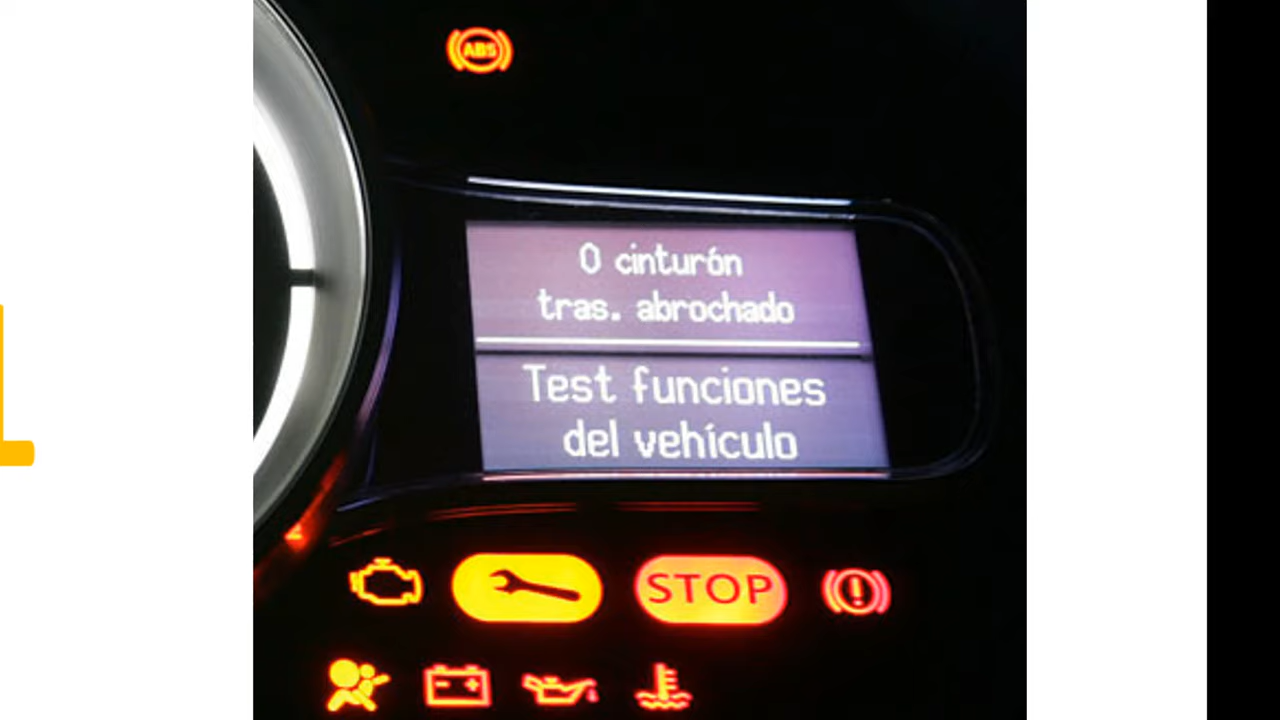 ABS
0 cinturón
tras. abrochado
Test funciones
del vehículo
STOP